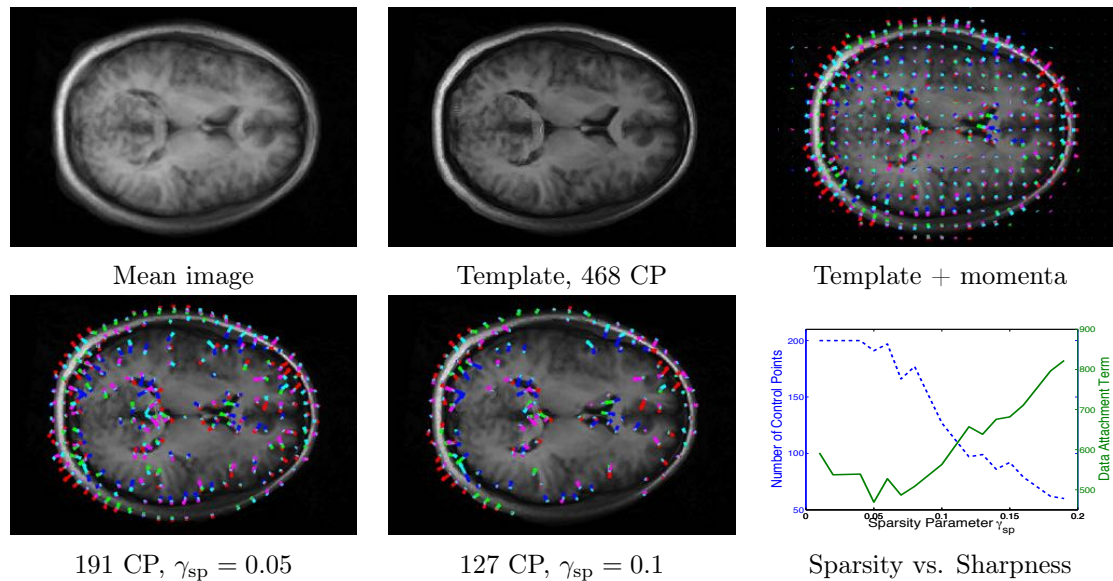 Mean image
Template, 468 CP
Template + momenta
191 CP, γsp = 0.05
127 CP, γsp = 0.1
Number of Control Points
200
150
100
50
0
0.05
0.1
0.15
0.2
Sparsity Parameter γsp
900
800
700
600
500
Data Attachment Term
Sparsity vs. Sharpness